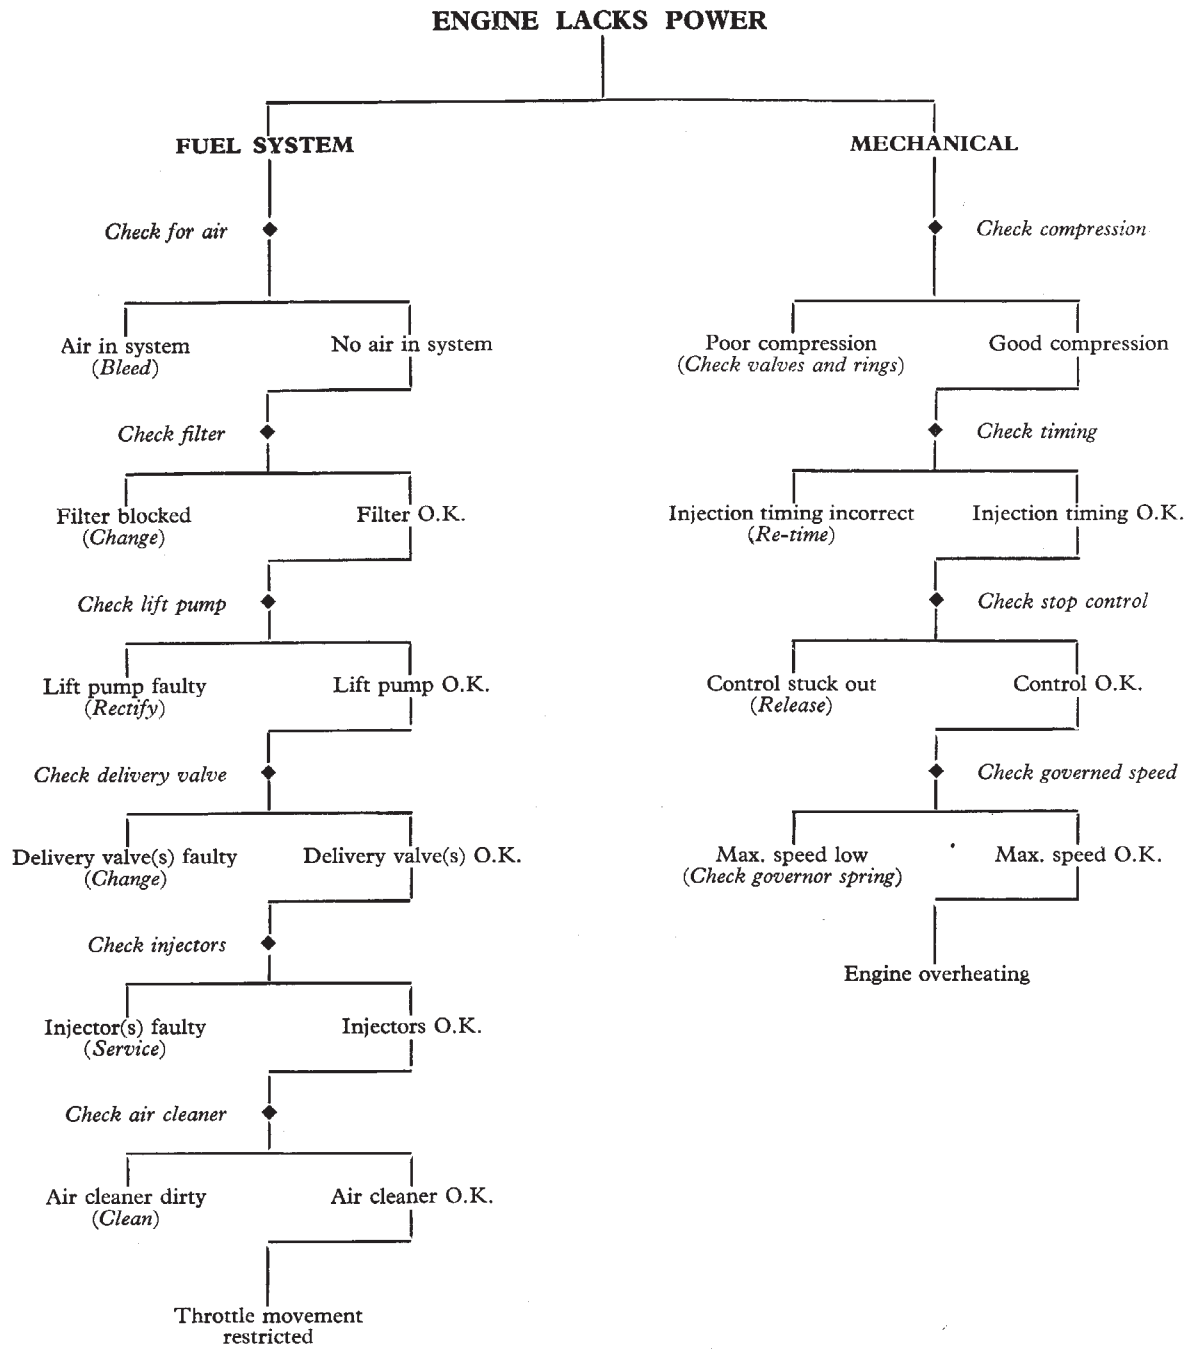 ENGINE LACKS POWER
FUEL SYSTEM
Check for air
Air in system
(Bleed)
No air in system
Check filter
Filter blocked
(Change)
Filter O.K.
Check lift pump
Lift pump faulty
(Rectify)
Lift pump O.K.
Check delivery valve
Delivery valve(s) faulty
(Change)
Delivery valve(s) O.K.
Check injectors
Injector(s) faulty
(Service)
Injectors O.K.
Check air cleaner
Air cleaner dirty
(Clean)
Air cleaner O.K.
Throttle movement
restricted
MECHANICAL
Check compression
Poor compression
(Check valves and rings)
Good compression
Check timing
Injection timing incorrect
(Re-time)
Injection timing O.K.
Check stop control
Control stuck out
(Release)
Control O.K.
Check governed speed
Max. speed low
(Check governor spring)
Max. speed O.K.
Engine overheating